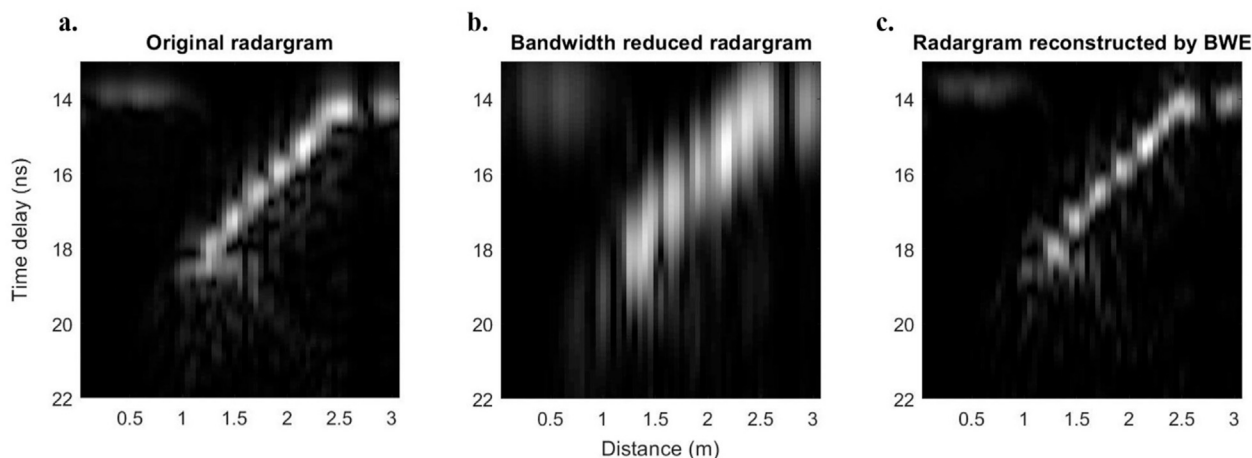 a.
Original radargram
14
16
18
20
22
0.5 1 1.5 2 2.5 3
Time delay (ns)
b.
Bandwidth reduced radargram
14
16
18
20
22
0.5 1 1.5 2 2.5 3
Distance (m)
c.
Radargram reconstructed by BWE
14
16
18
20
22
0.5 1 1.5 2 2.5 3